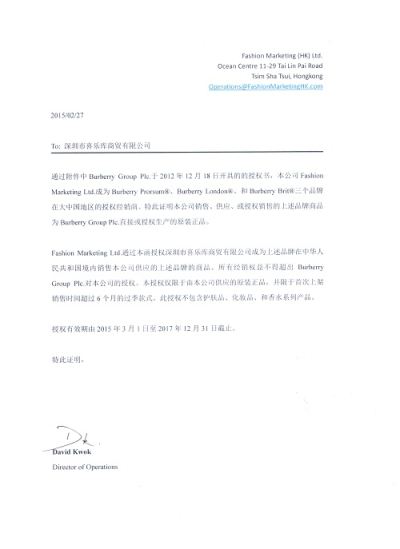 Fashion Marketing (HK) Ltd.
Ocean Centre 11-29 Tai Lin Pai Road
Tsim Sha Tsui, Hongkong
Operations@FashionMarketingHK.com
2015/02/27
To: 深圳市喜乐库商贸有限公司
通过附件中 Burberry Group Plc.于 2012 年 12 月 18 日开具的的授权书，本公司 Fashion
Marketing Ltd.成为 Burberry Prorsum®、Burberry London®、和 Burberry Brit®三个品牌
在大中国地区的授权经销商。特此证明本公司销售、供应、或授权销售的上述品牌商品
为 Burberry Group Plc.直接或授权生产的原装正品。
Fashion Marketing Ltd.通过本函授权深圳市喜乐库商贸有限公司成为上述品牌在中华人
民共和国境内销售本公司供应的上述品牌的商品。所有经销权益不得超出 Burberry
Group Plc.对本公司的授权。本授权仅限于由本公司供应的原装正品，并限于首次上架
销售时间超过 6 个月的过季款式。此授权不包含护肤品、化妆品、和香水系列产品。
授权有效期由 2015 年 3 月 1 日至 2017 年 12 月 31 日截止。
特此证明。
David Kwok
Director of Operations